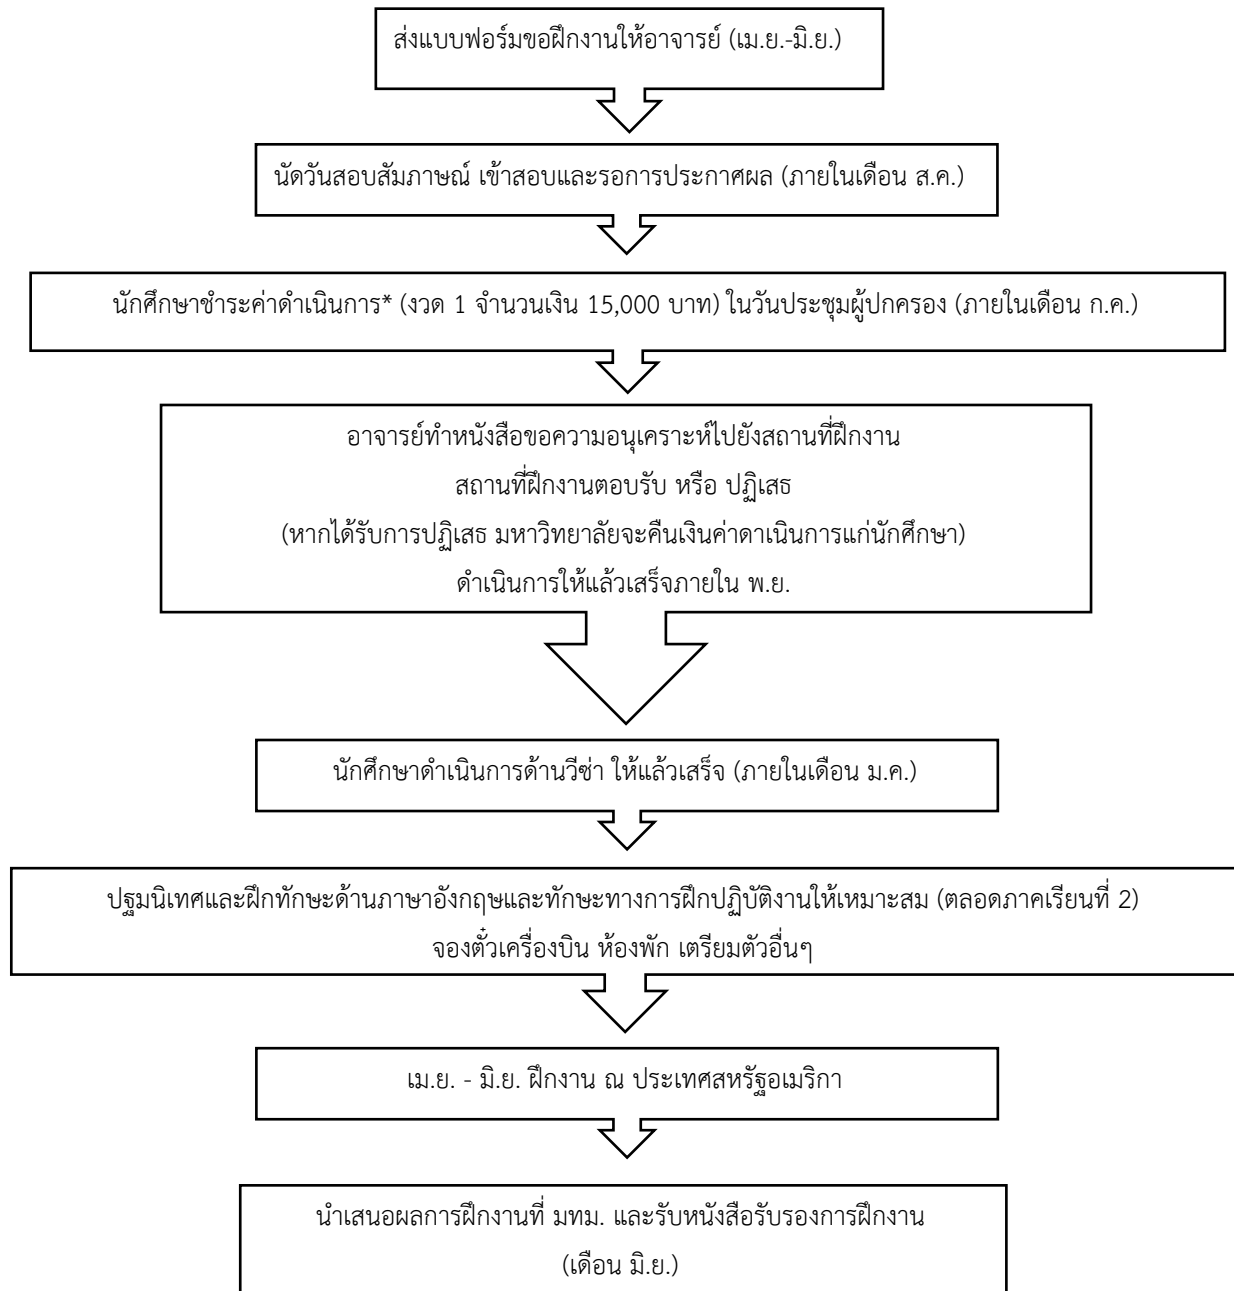 ส่งแบบฟอร์มขอฝึกงานให้อาจารย์ (เม.ย.-มิ.ย.)
นัดวันสอบสัมภาษณ์ เข้าสอบและรอการประกาศผล (ภายในเดือน ส.ค.)
นักศึกษาชำระค่าดำเนินการ* (งวด 1 จำนวนเงิน 15,000 บาท) ในวันประชุมผู้ปกครอง (ภายในเดือน ก.ค.)
อาจารย์ทำหนังสือขอความอนุเคราะห์ไปยังสถานที่ฝึกงาน
สถานที่ฝึกงานตอบรับ หรือ ปฏิเสธ
(หากได้รับการปฏิเสธ มหาวิทยาลัยจะคืนเงินค่าดาเนินการแก่นักศึกษา)
ดำเนินการให้แล้วเสร็จภายใน พ.ย.
นักศึกษาดำเนินการด้านวีซ่า ให้แล้วเสร็จ (ภายในเดือน ม.ค.)
ปฐมนิเทศและฝึกทักษะด้านภาษาอังกฤษและทักษะทางการฝึกปฏิบัติงานให้เหมาะสม (ตลอดภาคเรียนที่ 2)
จองตั๋วเครื่องบิน ห้องพัก เตรียมตัวอื่นๆ
เม.ย. - มิ.ย. ฝึกงาน ณ ประเทศสหรัฐอเมริกา
นำเสนอผลการฝึกงานที่ มทม. และรับหนังสือรับรองการฝึกงาน
(เดือน มิ.ย.)